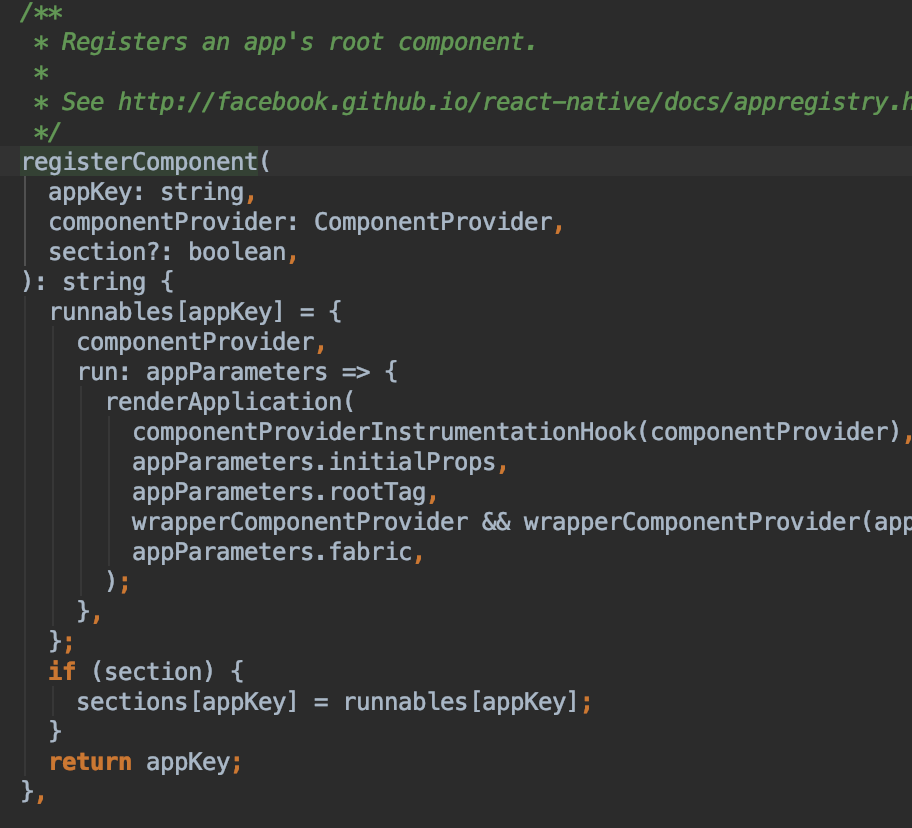 /**
 * Registers an app's root component.
 *
 * See http://facebook.github.io/react-native/docs/appregistry.h
 */
registerComponent(
  appKey: string,
  componentProvider: ComponentProvider,
  section?: boolean,
): string {
  runnables[appKey] = {
    componentProvider,
    run: appParameters => {
      renderApplication(
        componentProviderInstrumentationHook(componentProvider),
        appParameters.initialProps,
        appParameters.rootTag,
        wrapperComponentProvider && wrapperComponentProvider(app
        appParameters.fabric,
      );
    },
  };
  if (section) {
    sections[appKey] = runnables[appKey];
  }
  return appKey;
},